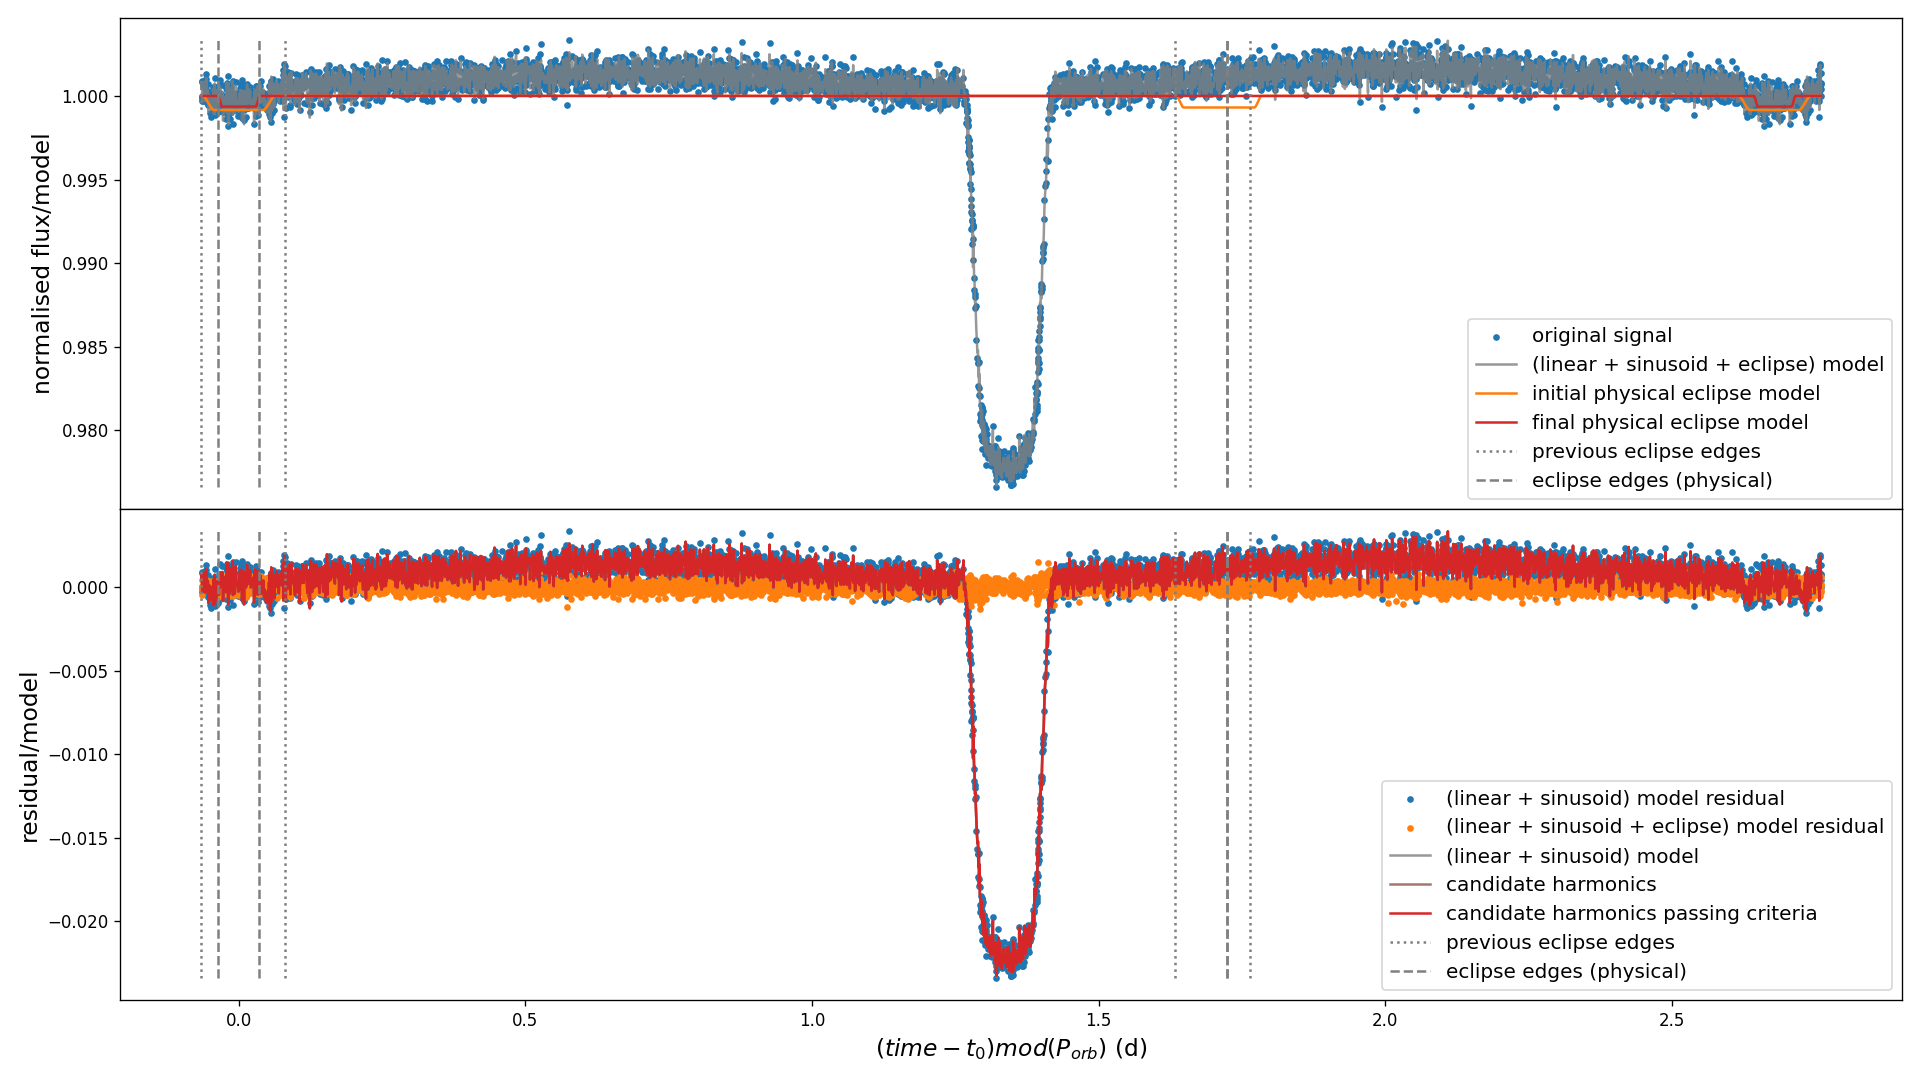 normalised flux/model
1.000
0.995
0.990
0.985
0.980
original signal
(linear + sinusoid + eclipse) model
initial physical eclipse model
final physical eclipse model
previous eclipse edges
eclipse edges (physical)
residual/model
0.000
−0.005
−0.010
−0.015
−0.020
(linear + sinusoid) model residual
(linear + sinusoid + eclipse) model residual
(linear + sinusoid) model
candidate harmonics
candidate harmonics passing criteria
previous eclipse edges
eclipse edges (physical)
0.0 0.5 1.0 1.5 2.0 2.5
(time − t₀)mod(Pₒᵣb) (d)